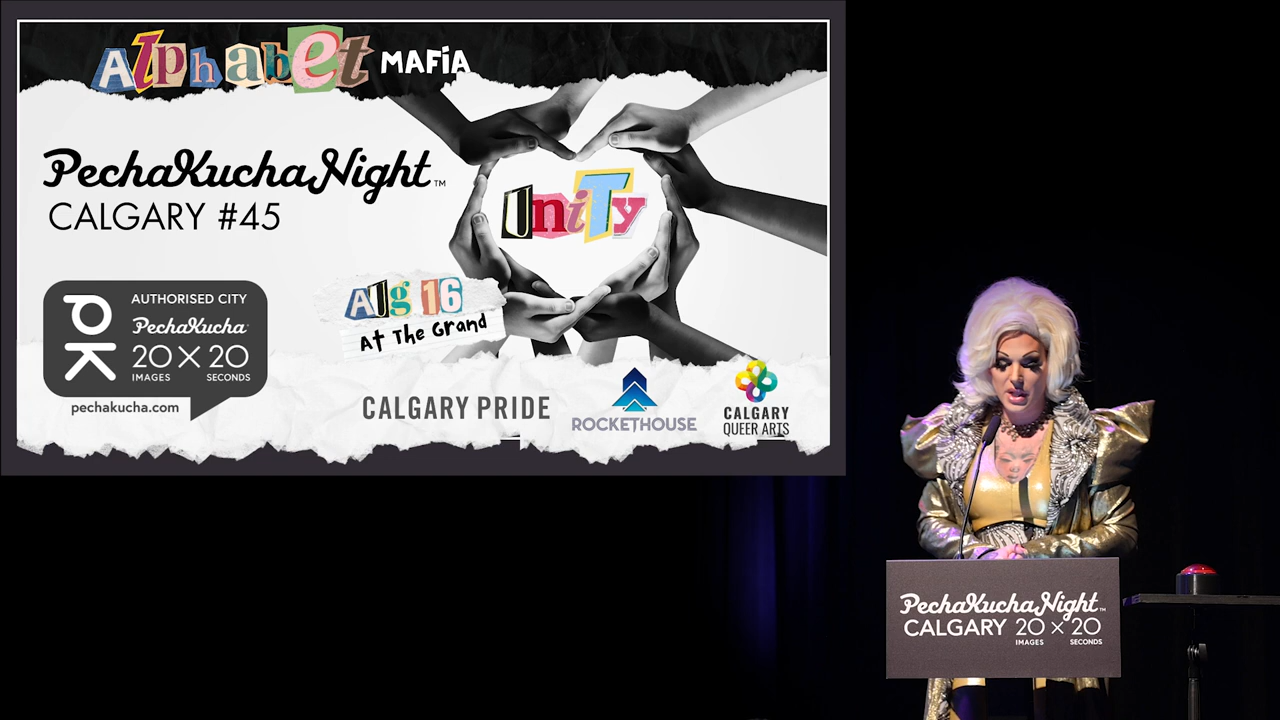 Alphabet MAFiA
PechaKuchaNight™
CALGARY #45
UniTy
PK
AUTHORISED CITY
PechaKucha
20 × 20
IMAGES SECONDS
pechakucha.com
Aug 16
At The Grand
CALGARY PRIDE
ROCKETHOUSE
CALGARY
QUEER ARTS
PechaKuchaNight™
CALGARY 20 × 20
IMAGES SECONDS